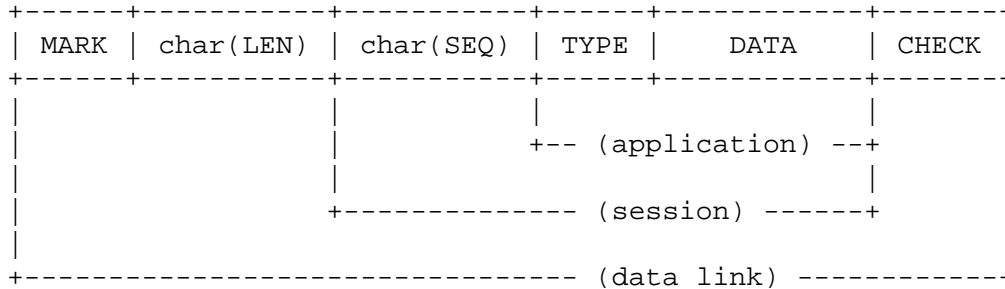 +------+-----------+-----------+------+------------+--------
| MARK | char(LEN) | char(SEQ) | TYPE |    DATA    | CHECK
+------+-----------+-----------+------+------------+--------
|                  |           |                   |
|                  |           +-- (application) --+
|                  |                               |
|                  +-------------- (session) ------+
|
+--------------------------------- (data link) -------------